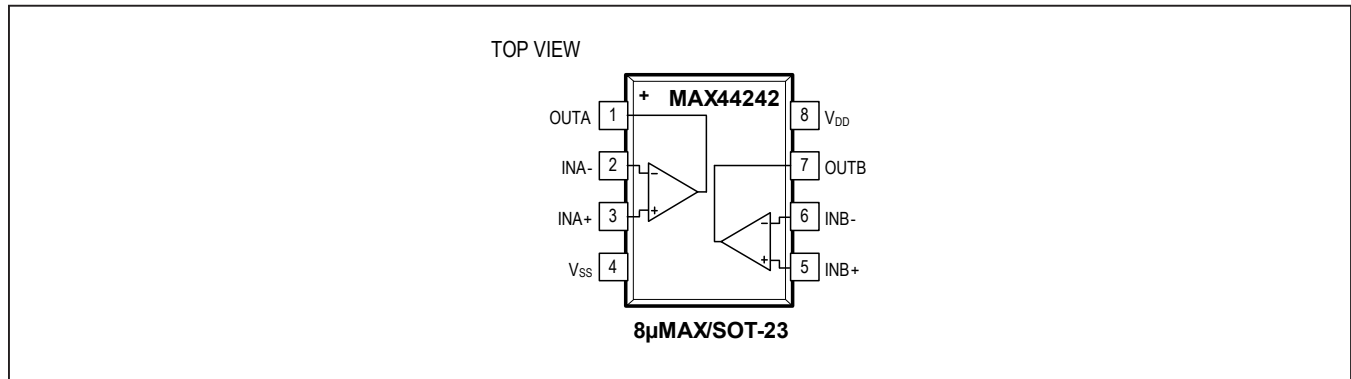 TOP VIEW
+ MAX44242
OUTA 1
8 VDD
INA- 2
−
7 OUTB
INA+ 3
+
− 6 INB-
VSS 4
+ 5 INB+
8µMAX/SOT-23